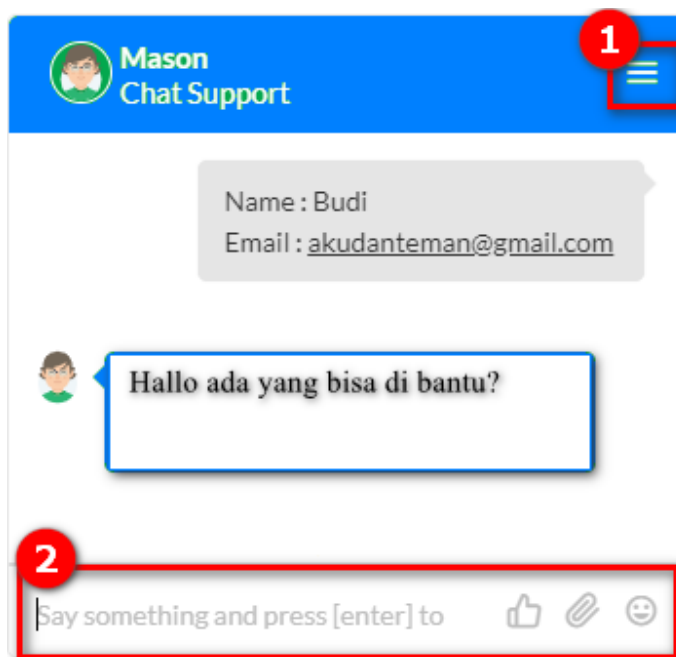 1
Mason
Chat Support
Name : Budi
Email : akudanteman@gmail.com
Hallo ada yang bisa di bantu?
2
Say something and press [enter] to